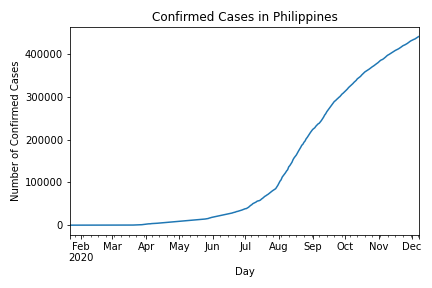 Confirmed Cases in Philippines
Number of Confirmed Cases
400000
300000
200000
100000
0
Feb Mar Apr May Jun Jul Aug Sep Oct Nov Dec
2020
Day